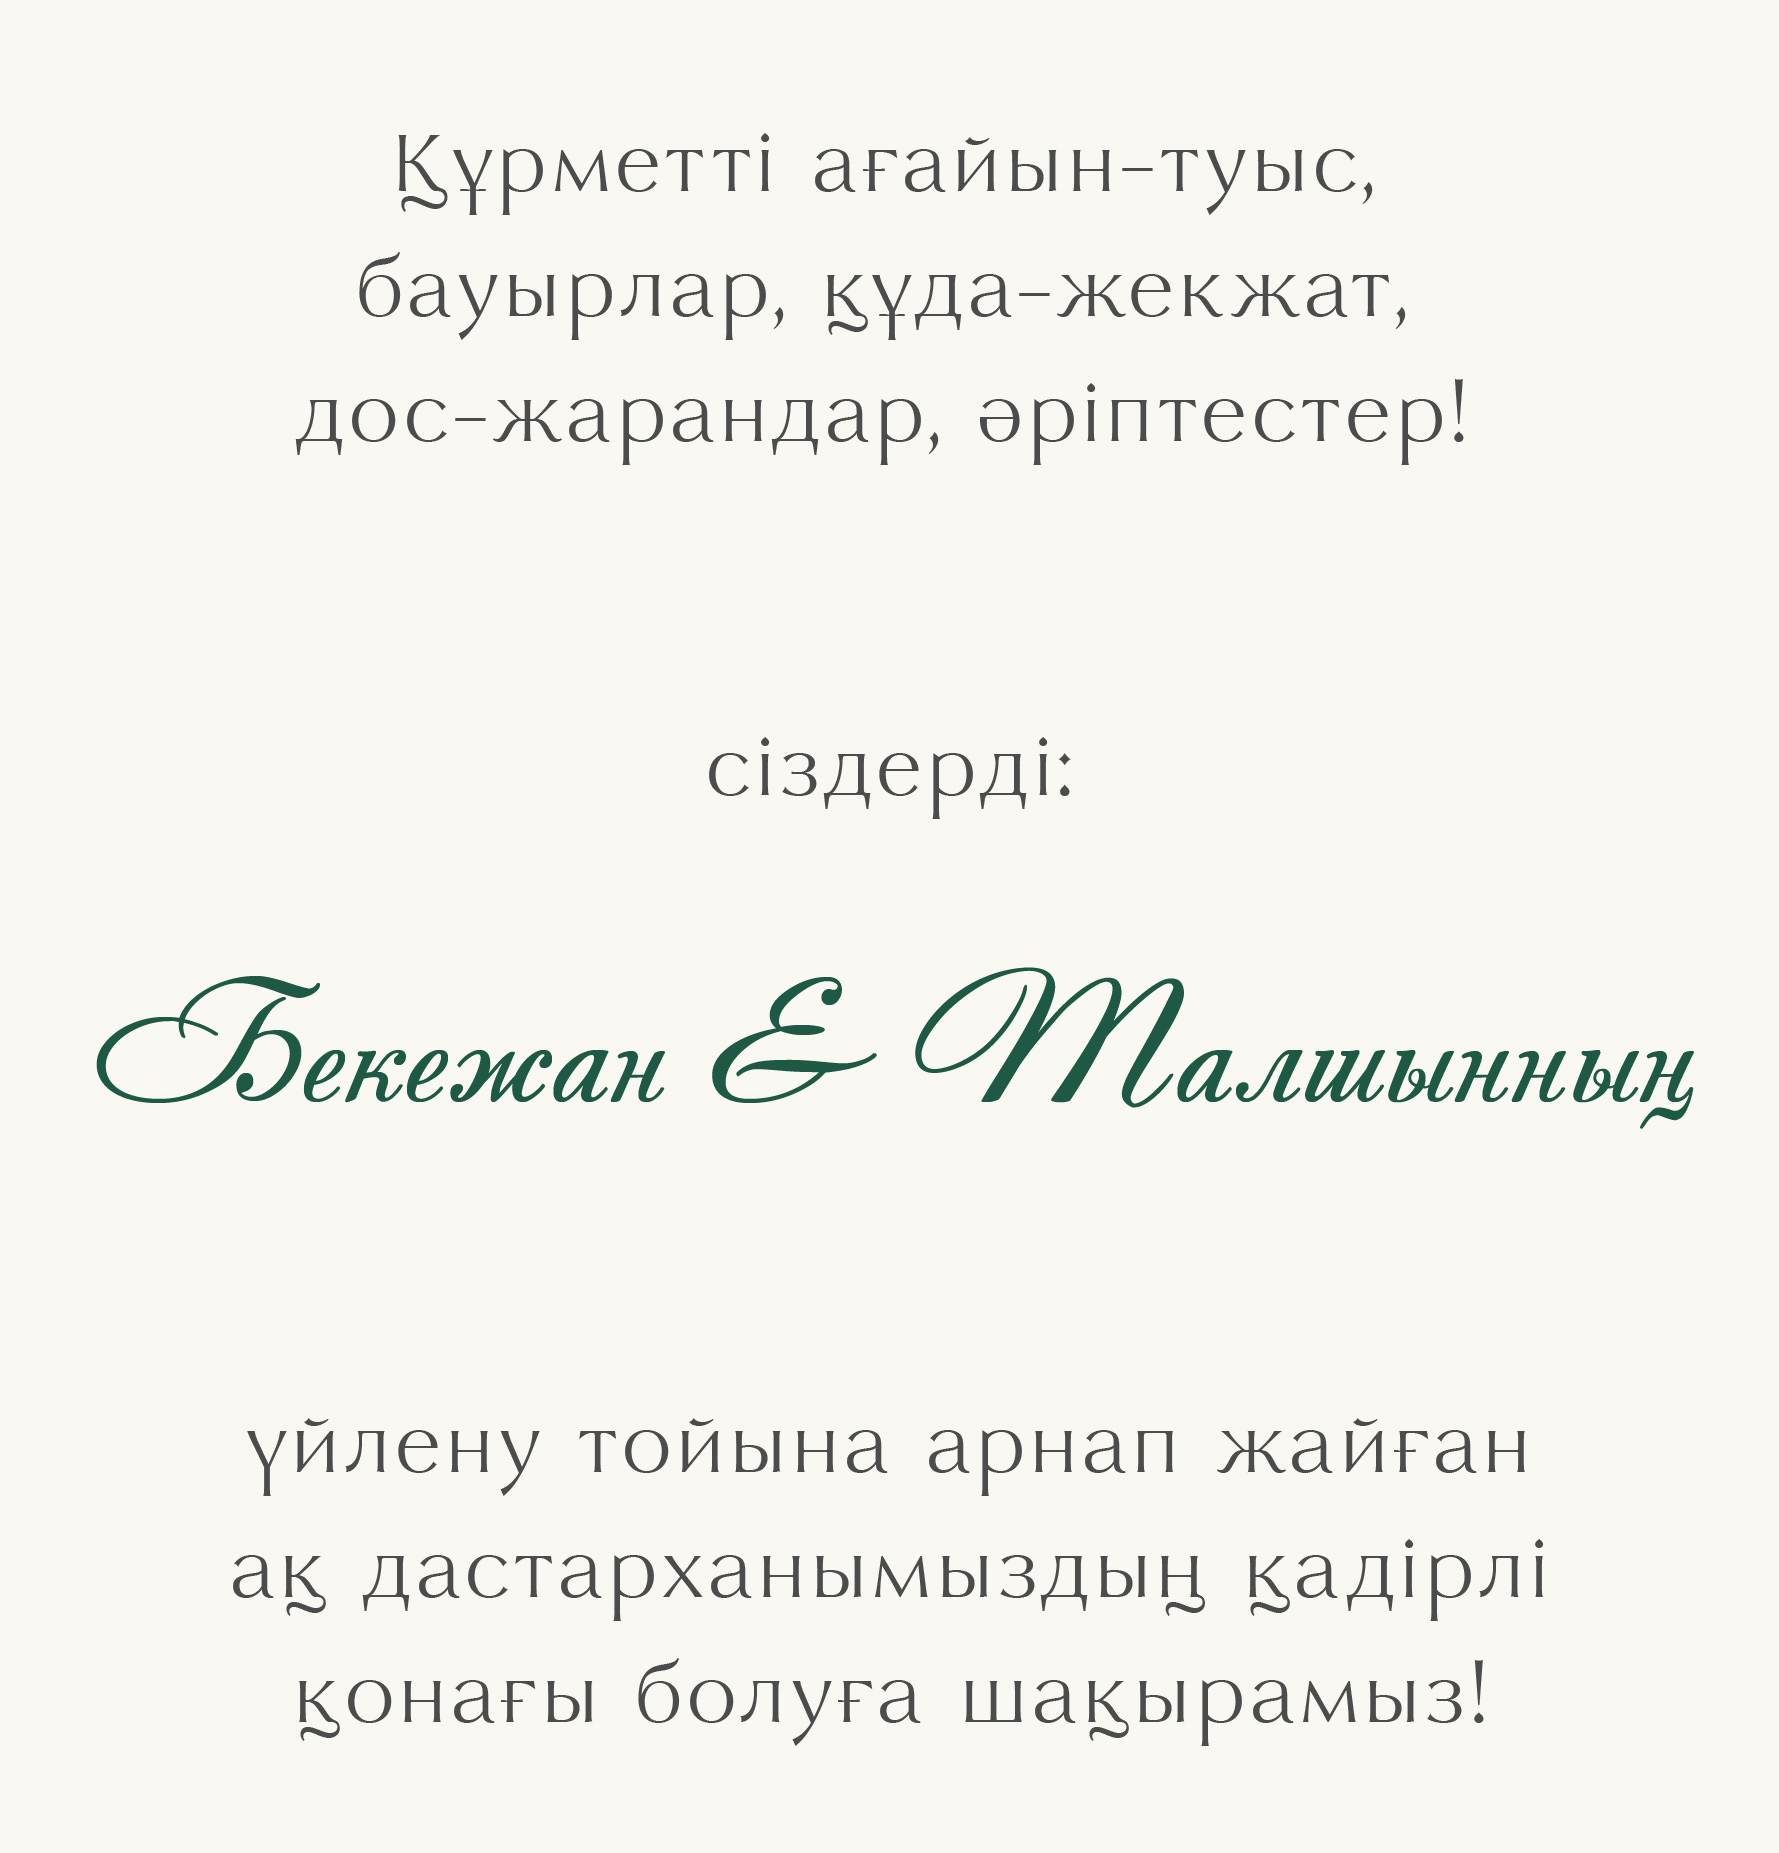 Құрметті ағайын-туыс,
бауырлар, құда-жекжат,
дос-жарандар, әріптестер!
сіздерді:
Бекежан & Талшынның
үйлену тойына арнап жайған
ақ дастарханымыздың қадірлі
қонағы болуға шақырамыз!